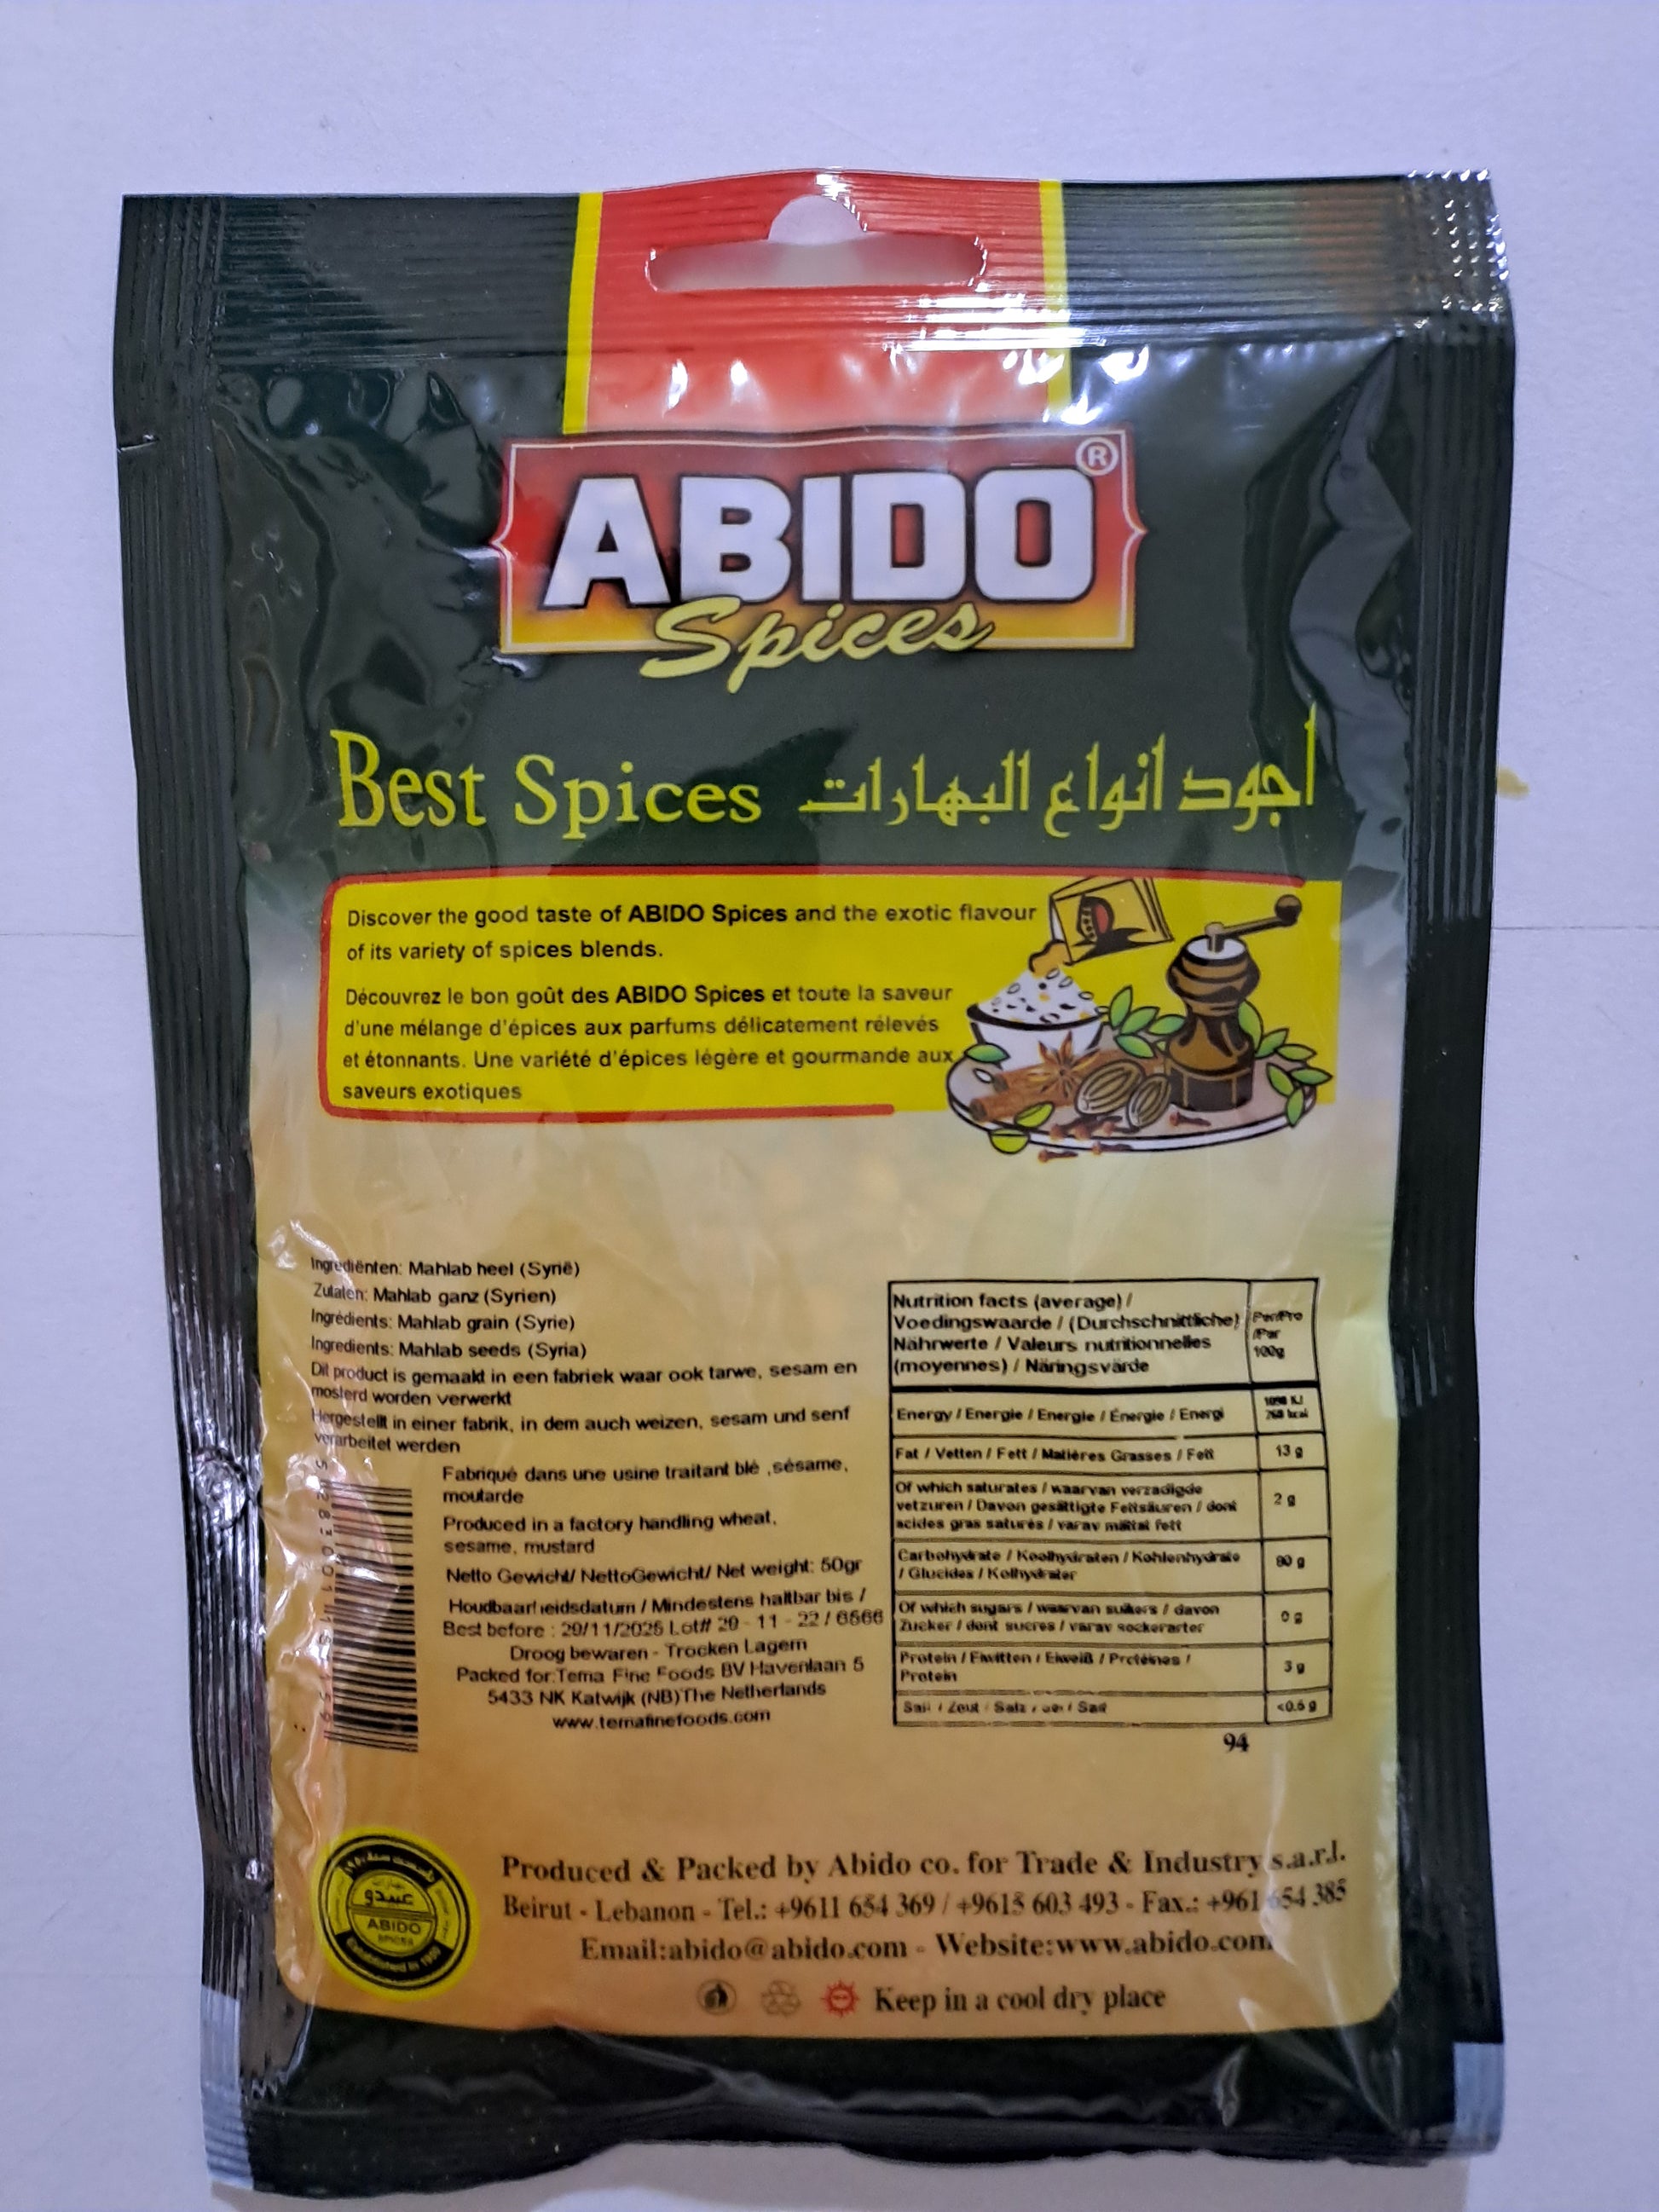 ABIDO®
Spices
Best Spices اجود انواع البهارات
Discover the good taste of ABIDO Spices and the exotic flavour
of its variety of spices blends.
Découvrez le bon goût des ABIDO Spices et toute la saveur
d'une mélange d'épices aux parfums délicatement rélevés
et étonnants. Une variété d'épices légère et gourmande aux
saveurs exotiques
Ingrediënten: Mahlab heel (Syrië)
Zutaten: Mahlab ganz (Syrien)
Ingrédients: Mahlab grain (Syrie)
Ingredients: Mahlab seeds (Syria)
Dit product is gemaakt in een fabriek waar ook tarwe, sesam en
mosterd worden verwerkt
Hergestellt in einer fabrik, in dem auch weizen, sesam und senf
verarbeitet werden
Fabriqué dans une usine traitant blé ,sésame,
moutarde
Produced in a factory handling wheat,
sesame, mustard
Netto Gewicht/ NettoGewicht/ Net weight: 50gr
Houdbaarheidsdatum / Mindestens haltbar bis /
Best before : 29/11/2025 Lot# 29 - 11 - 22 / 6566
Droog bewaren - Trocken Lagern
Packed for:Tema Fine Foods BV Havenlaan 5
5433 NK Katwijk (NB)The Netherlands
www.temafinefoods.com
Nutrition facts (average) /
Voedingswaarde / (Durchschnittliche)
Nährwerte / Valeurs nutritionnelles
(moyennes) / Näringsvärde
Per/Pro
/Par
100g
Energy / Energie / Energie / Énergie / Energi
Fat / Vetten / Fett / Matières Grasses / Fett 13 g
Of which saturates / waarvan verzadigde
vetzuren / Davon gesättigte Fettsäuren / dont
acides gras saturés / varav mättat fett 2 g
Carbohydrate / Koolhydraten / Kohlenhydrate
/ Glucides / Kolhydrater 80 g
Of which sugars / waarvan suikers / davon
Zucker / dont sucres / varav sockerarter 0 g
Protein / Eiwitten / Eiweiß / Protéines /
Protein 3 g
Salt / Zout / Salz / Sel / Salt <0.5 g
94
عبيدو
ABIDO
SPICES
Produced & Packed by Abido co. for Trade & Industry s.a.r.l.
Beirut - Lebanon - Tel.: +9611 654 369 / +9615 603 493 - Fax.: +961 654 385
Email:abido@abido.com - Website:www.abido.com
Keep in a cool dry place